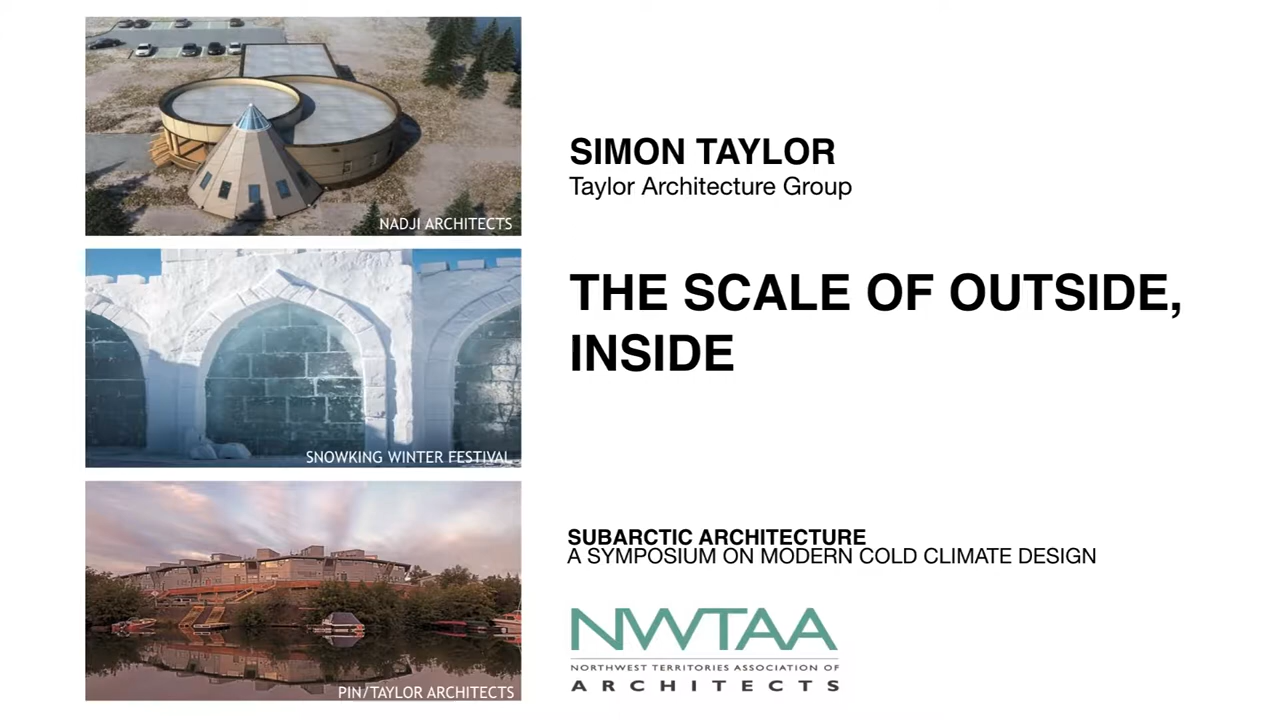 NADJI ARCHITECTS
SNOWKING WINTER FESTIVAL
PIN/TAYLOR ARCHITECTS
SIMON TAYLOR
Taylor Architecture Group
THE SCALE OF OUTSIDE,
INSIDE
SUBARCTIC ARCHITECTURE
A SYMPOSIUM ON MODERN COLD CLIMATE DESIGN
NWTAA
NORTHWEST TERRITORIES ASSOCIATION OF
ARCHITECTS